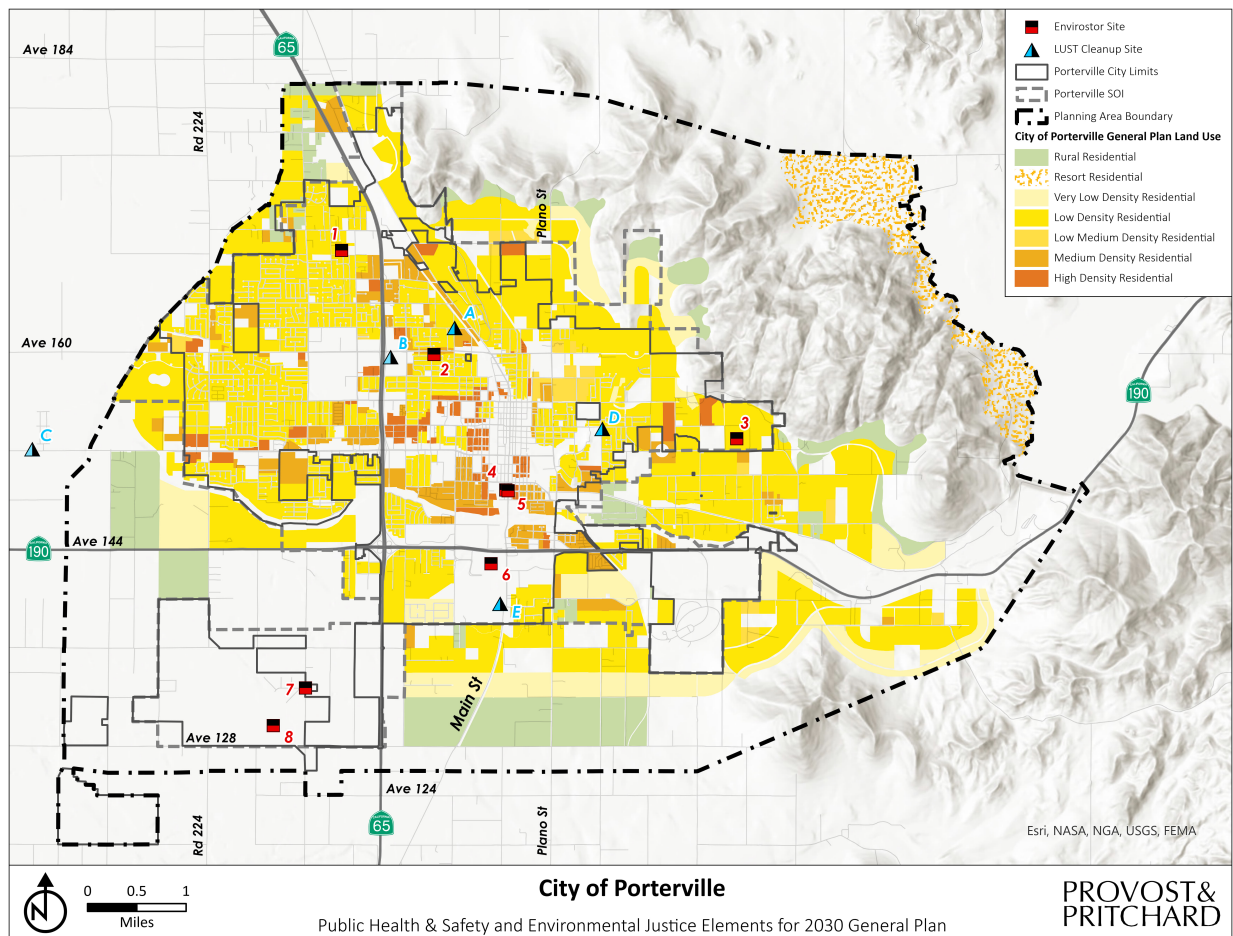 Ave 184
CALIFORNIA
65
Rd 224
Plano St
1
A
B
2
Ave 160
C
D
3
4
5
CALIFORNIA
190
CALIFORNIA
190
Ave 144
6
E
7
8
Main St
Ave 128
Ave 124
Rd 224
CALIFORNIA
65
Plano St
Envirostor Site
LUST Cleanup Site
Porterville City Limits
Porterville SOI
Planning Area Boundary
City of Porterville General Plan Land Use
Rural Residential
Resort Residential
Very Low Density Residential
Low Density Residential
Low Medium Density Residential
Medium Density Residential
High Density Residential
Esri, NASA, NGA, USGS, FEMA
N
0 0.5 1
Miles
City of Porterville
Public Health & Safety and Environmental Justice Elements for 2030 General Plan
PROVOST&
PRITCHARD